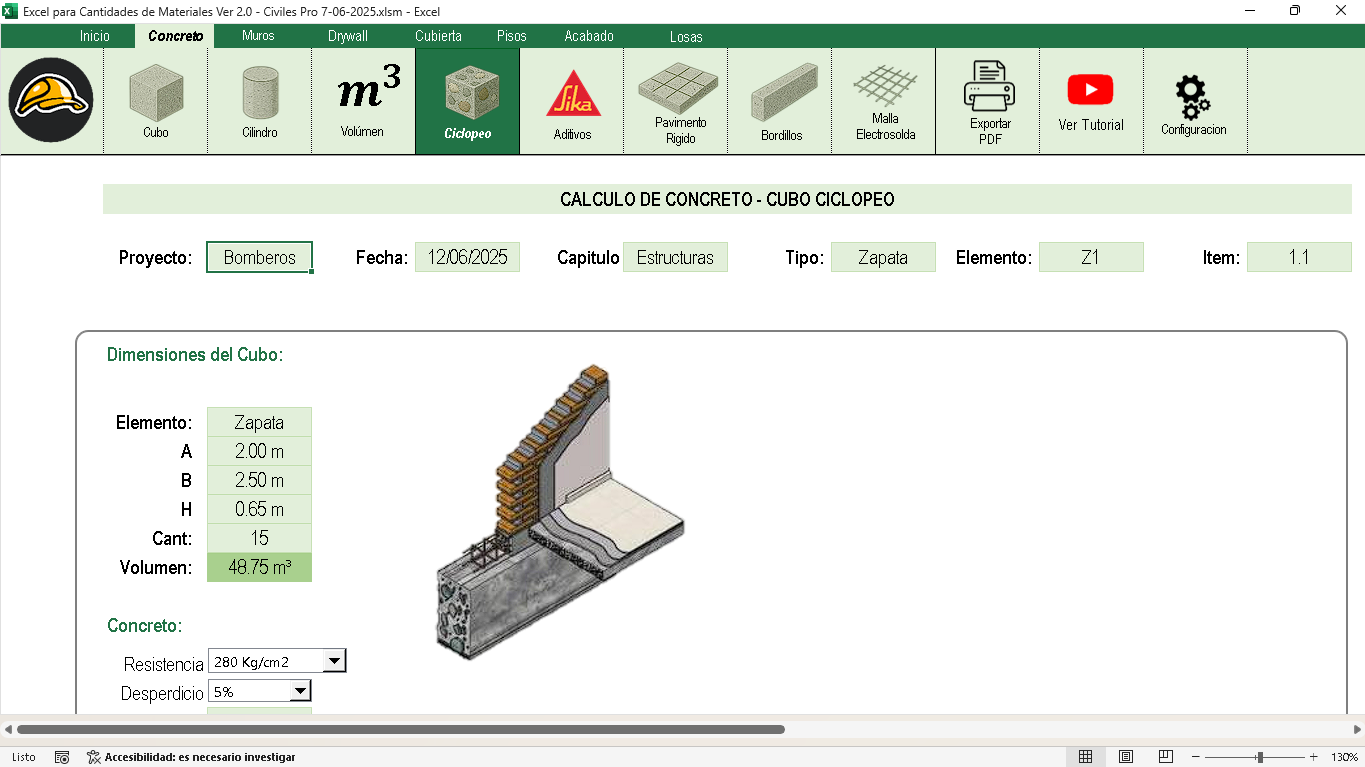 Excel para Cantidades de Materiales Ver 2.0 - Civiles Pro 7-06-2025.xlsm - Excel
Inicio Concreto Muros Drywall Cubierta Pisos Acabado Losas
m³
Sika
Cubo Cilindro Volúmen Ciclopeo Aditivos Pavimento Rigido Bordillos Malla Electrosolda Exportar PDF Ver Tutorial Configuracion
CALCULO DE CONCRETO - CUBO CICLOPEO
Proyecto: Bomberos Fecha: 12/06/2025 Capitulo Estructuras Tipo: Zapata Elemento: Z1 Item: 1.1
Dimensiones del Cubo:
Elemento: Zapata
A 2.00 m
B 2.50 m
H 0.65 m
Cant: 15
Volumen: 48.75 m³
Concreto:
Resistencia 280 Kg/cm2
Desperdicio 5%
Listo Accesibilidad: es necesario investigar 130%